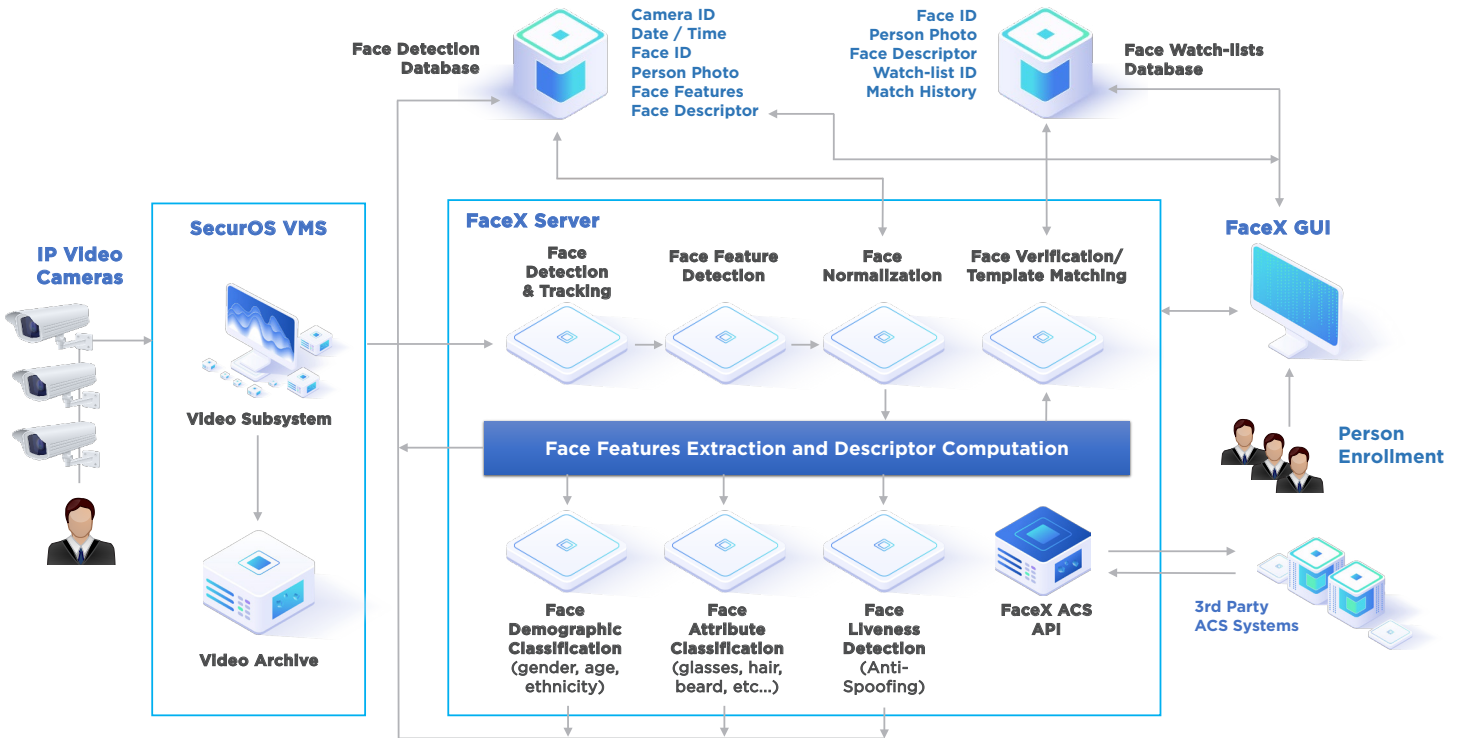 Face Detection
Database
Camera ID
Date / Time
Face ID
Person Photo
Face Features
Face Descriptor
Face ID
Person Photo
Face Descriptor
Watch-list ID
Match History
Face Watch-lists
Database
IP Video
Cameras
SecurOS VMS
Video Subsystem
Video Archive
FaceX Server
Face
Detection
& Tracking
Face Feature
Detection
Face
Normalization
Face Verification/
Template Matching
Face Features Extraction and Descriptor Computation
Face
Demographic
Classification
(gender, age,
ethnicity)
Face
Attribute
Classification
(glasses, hair,
beard, etc...)
Face
Liveness
Detection
(Anti-
Spoofing)
FaceX ACS
API
FaceX GUI
Person
Enrollment
3rd Party
ACS Systems